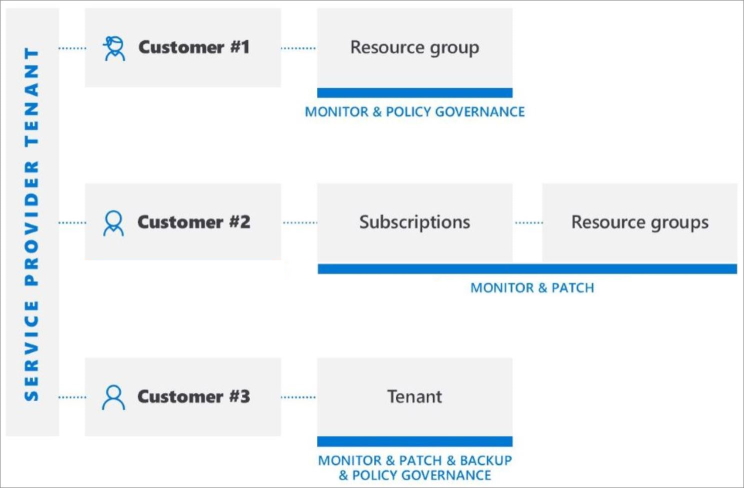 SERVICE PROVIDER TENANT
Customer #1
Resource group
MONITOR & POLICY GOVERNANCE
Customer #2
Subscriptions
Resource groups
MONITOR & PATCH
Customer #3
Tenant
MONITOR & PATCH & BACKUP
& POLICY GOVERNANCE